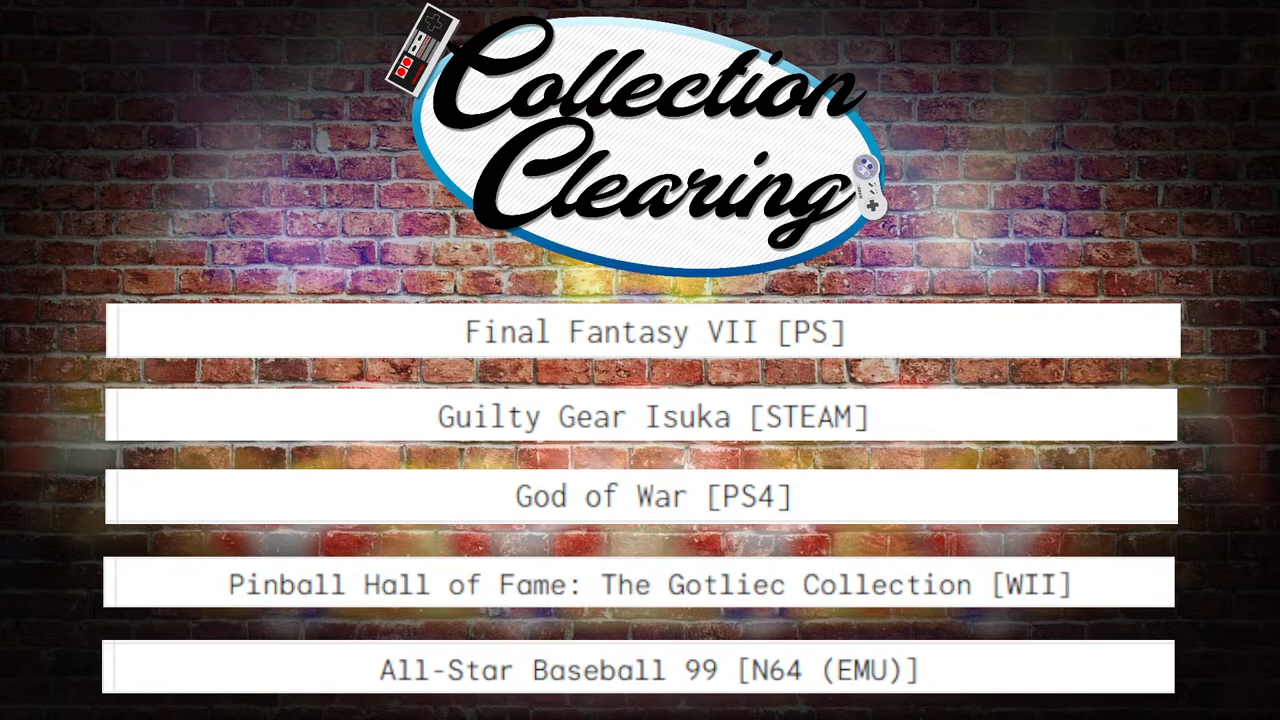 Collection
Clearing
Final Fantasy VII [PS]
Guilty Gear Isuka [STEAM]
God of War [PS4]
Pinball Hall of Fame: The Gotliec Collection [WII]
All-Star Baseball 99 [N64 (EMU)]